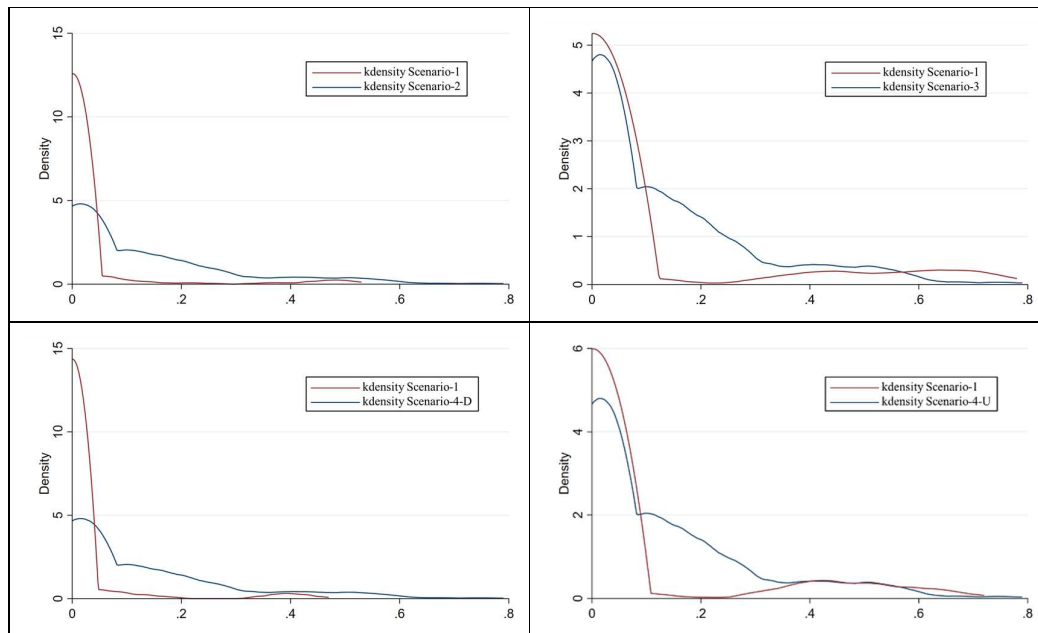 15
10
5
0
Density
kdensity Scenario-1
kdensity Scenario-2
0 .2 .4 .6 .8
5
4
3
2
1
0
Density
kdensity Scenario-1
kdensity Scenario-3
0 .2 .4 .6 .8
15
10
5
0
Density
kdensity Scenario-1
kdensity Scenario-4-D
0 .2 .4 .6 .8
6
4
2
0
Density
kdensity Scenario-1
kdensity Scenario-4-U
0 .2 .4 .6 .8